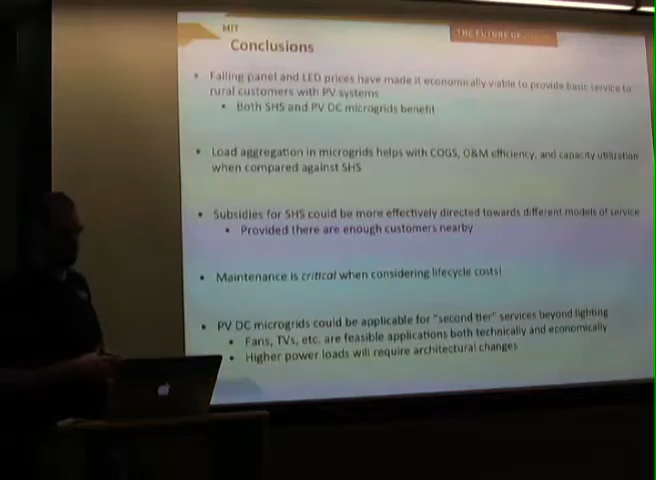 MIT
THE FUTURE OF
Conclusions
• Falling panel and LED prices have made it economically viable to provide basic service to
rural customers with PV systems
• Both SHS and PV DC microgrids benefit
• Load aggregation in microgrids helps with COGS, O&M efficiency, and capacity utilization
when compared against SHS
• Subsidies for SHS could be more effectively directed towards different models of service
• Provided there are enough customers nearby
• Maintenance is critical when considering lifecycle costs!
• PV DC microgrids could be applicable for "second tier" services beyond lighting
• Fans, TVs, etc. are feasible applications both technically and economically
• Higher power loads will require architectural changes